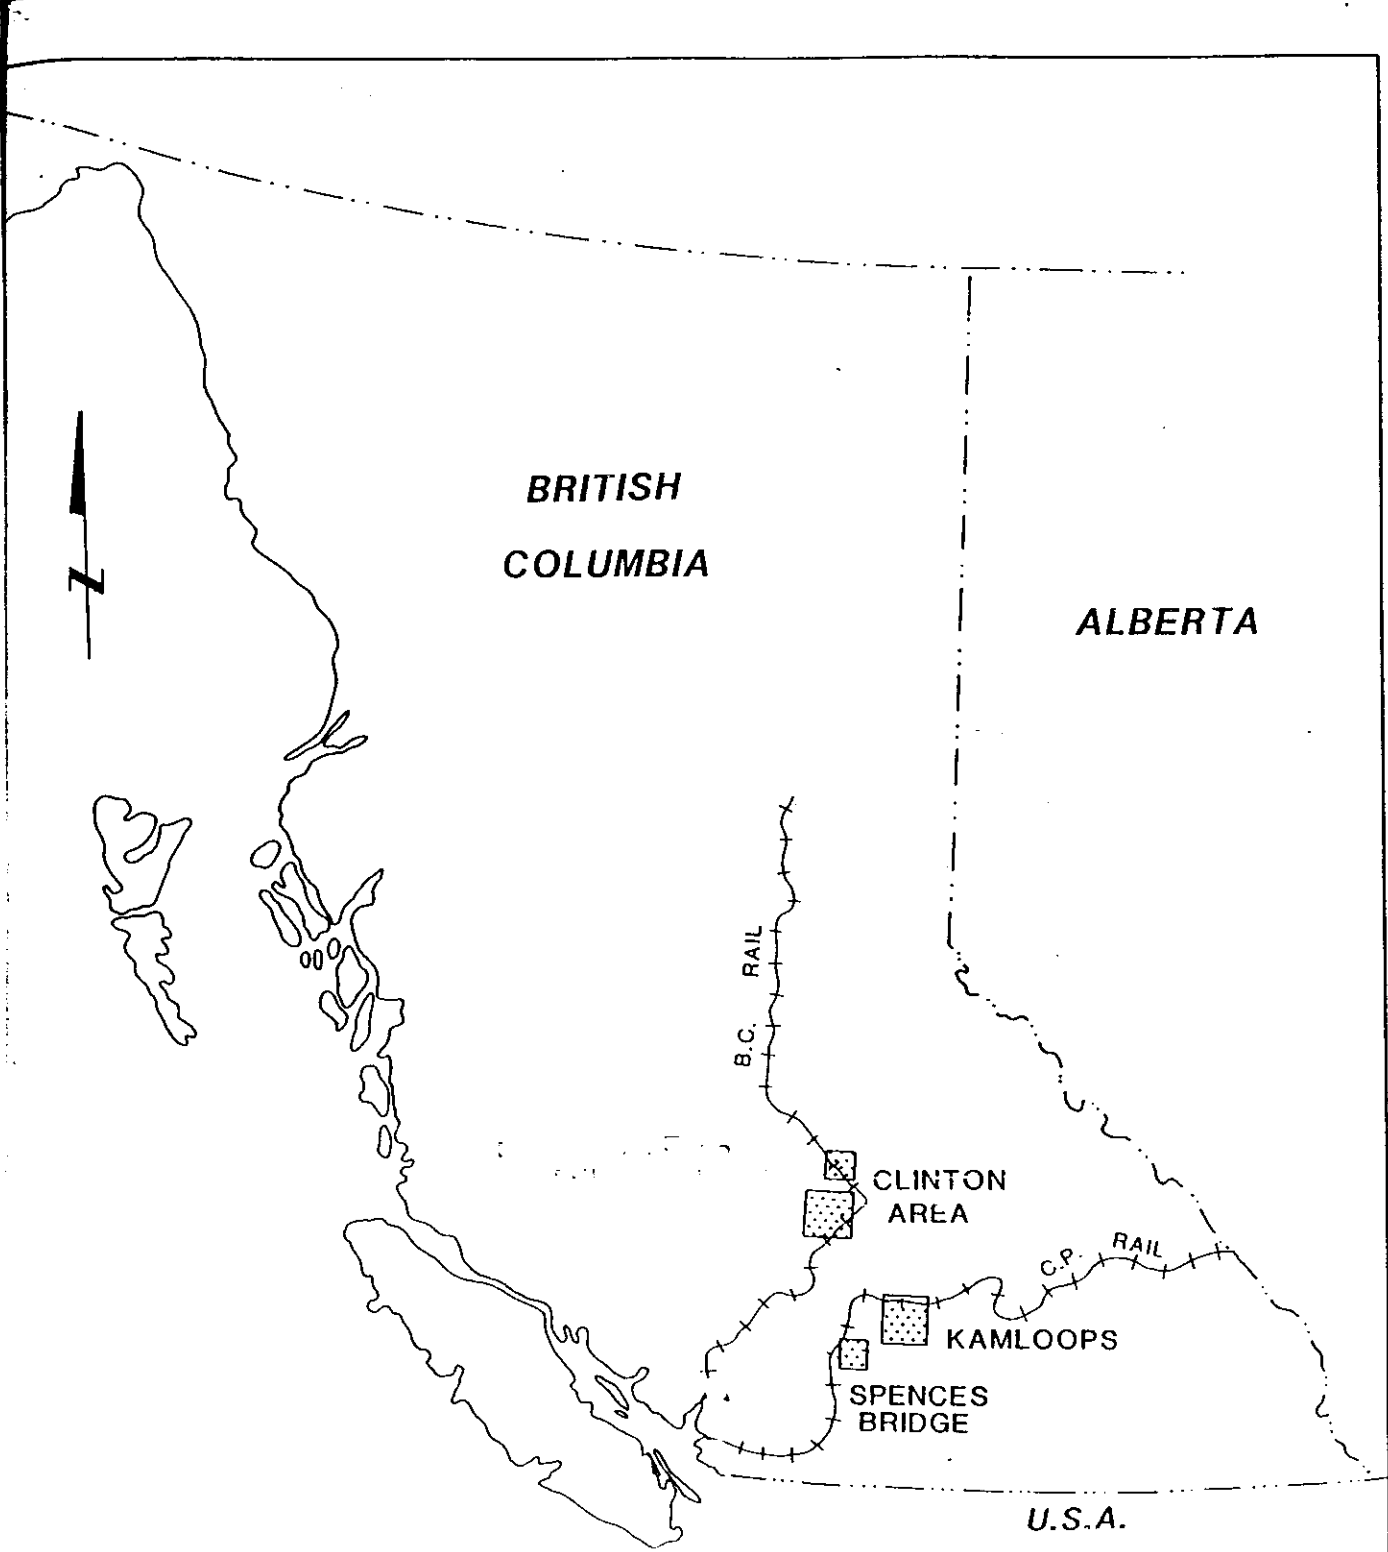 BRITISH
COLUMBIA
ALBERTA
N
B.C. RAIL
CLINTON
AREA
C.P. RAIL
KAMLOOPS
SPENCES
BRIDGE
U.S.A.